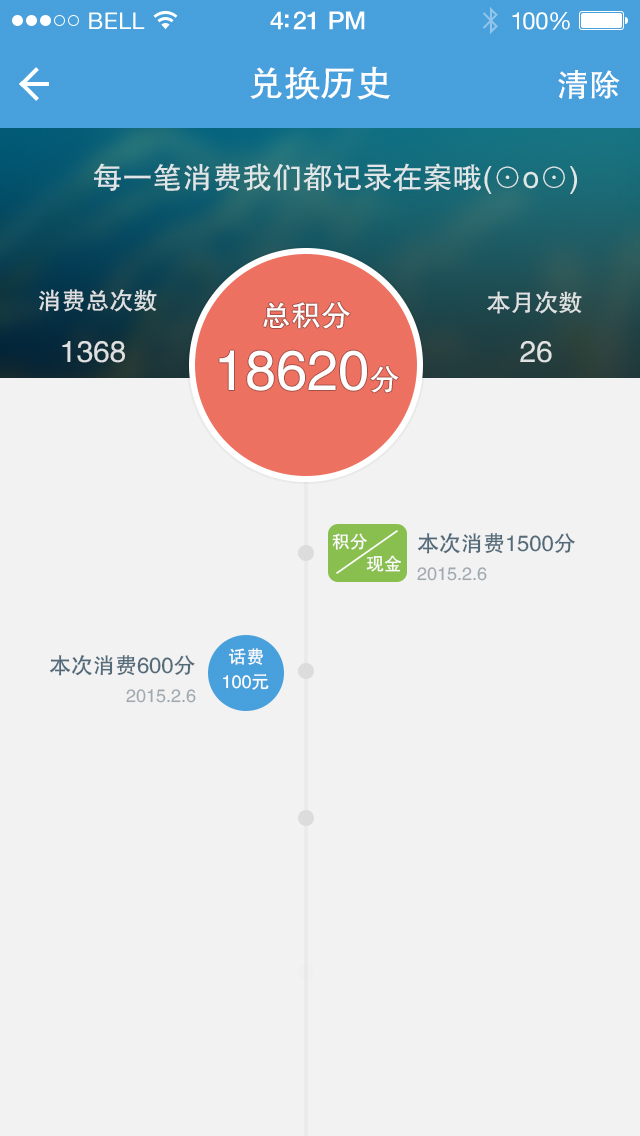 BELL 4:21 PM 100%
兑换历史 清除
每一笔消费我们都记录在案哦(⊙o⊙)
消费总次数
1368
总积分
18620分
本月次数
26
积分
现金
本次消费1500分
2015.2.6
本次消费600分
2015.2.6
话费
100元